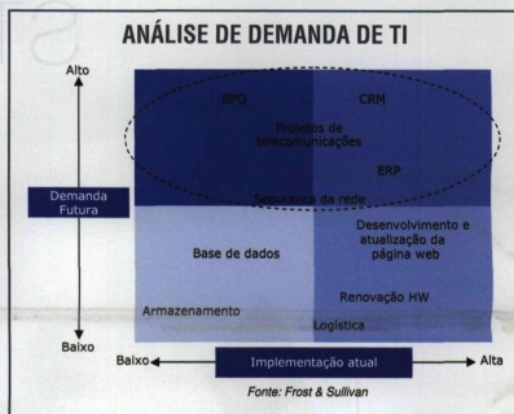 ANÁLISE DE DEMANDA DE TI
Alto
BPO
CRM
Projetos de
telecomunicações
ERP
Segurança da rede
Demanda
Futura
Base de dados
Desenvolvimento e
atualização da
página web
Armazenamento
Renovação HW
Logística
Baixo
Baixo
Implementação atual
Alta
Fonte: Frost & Sullivan